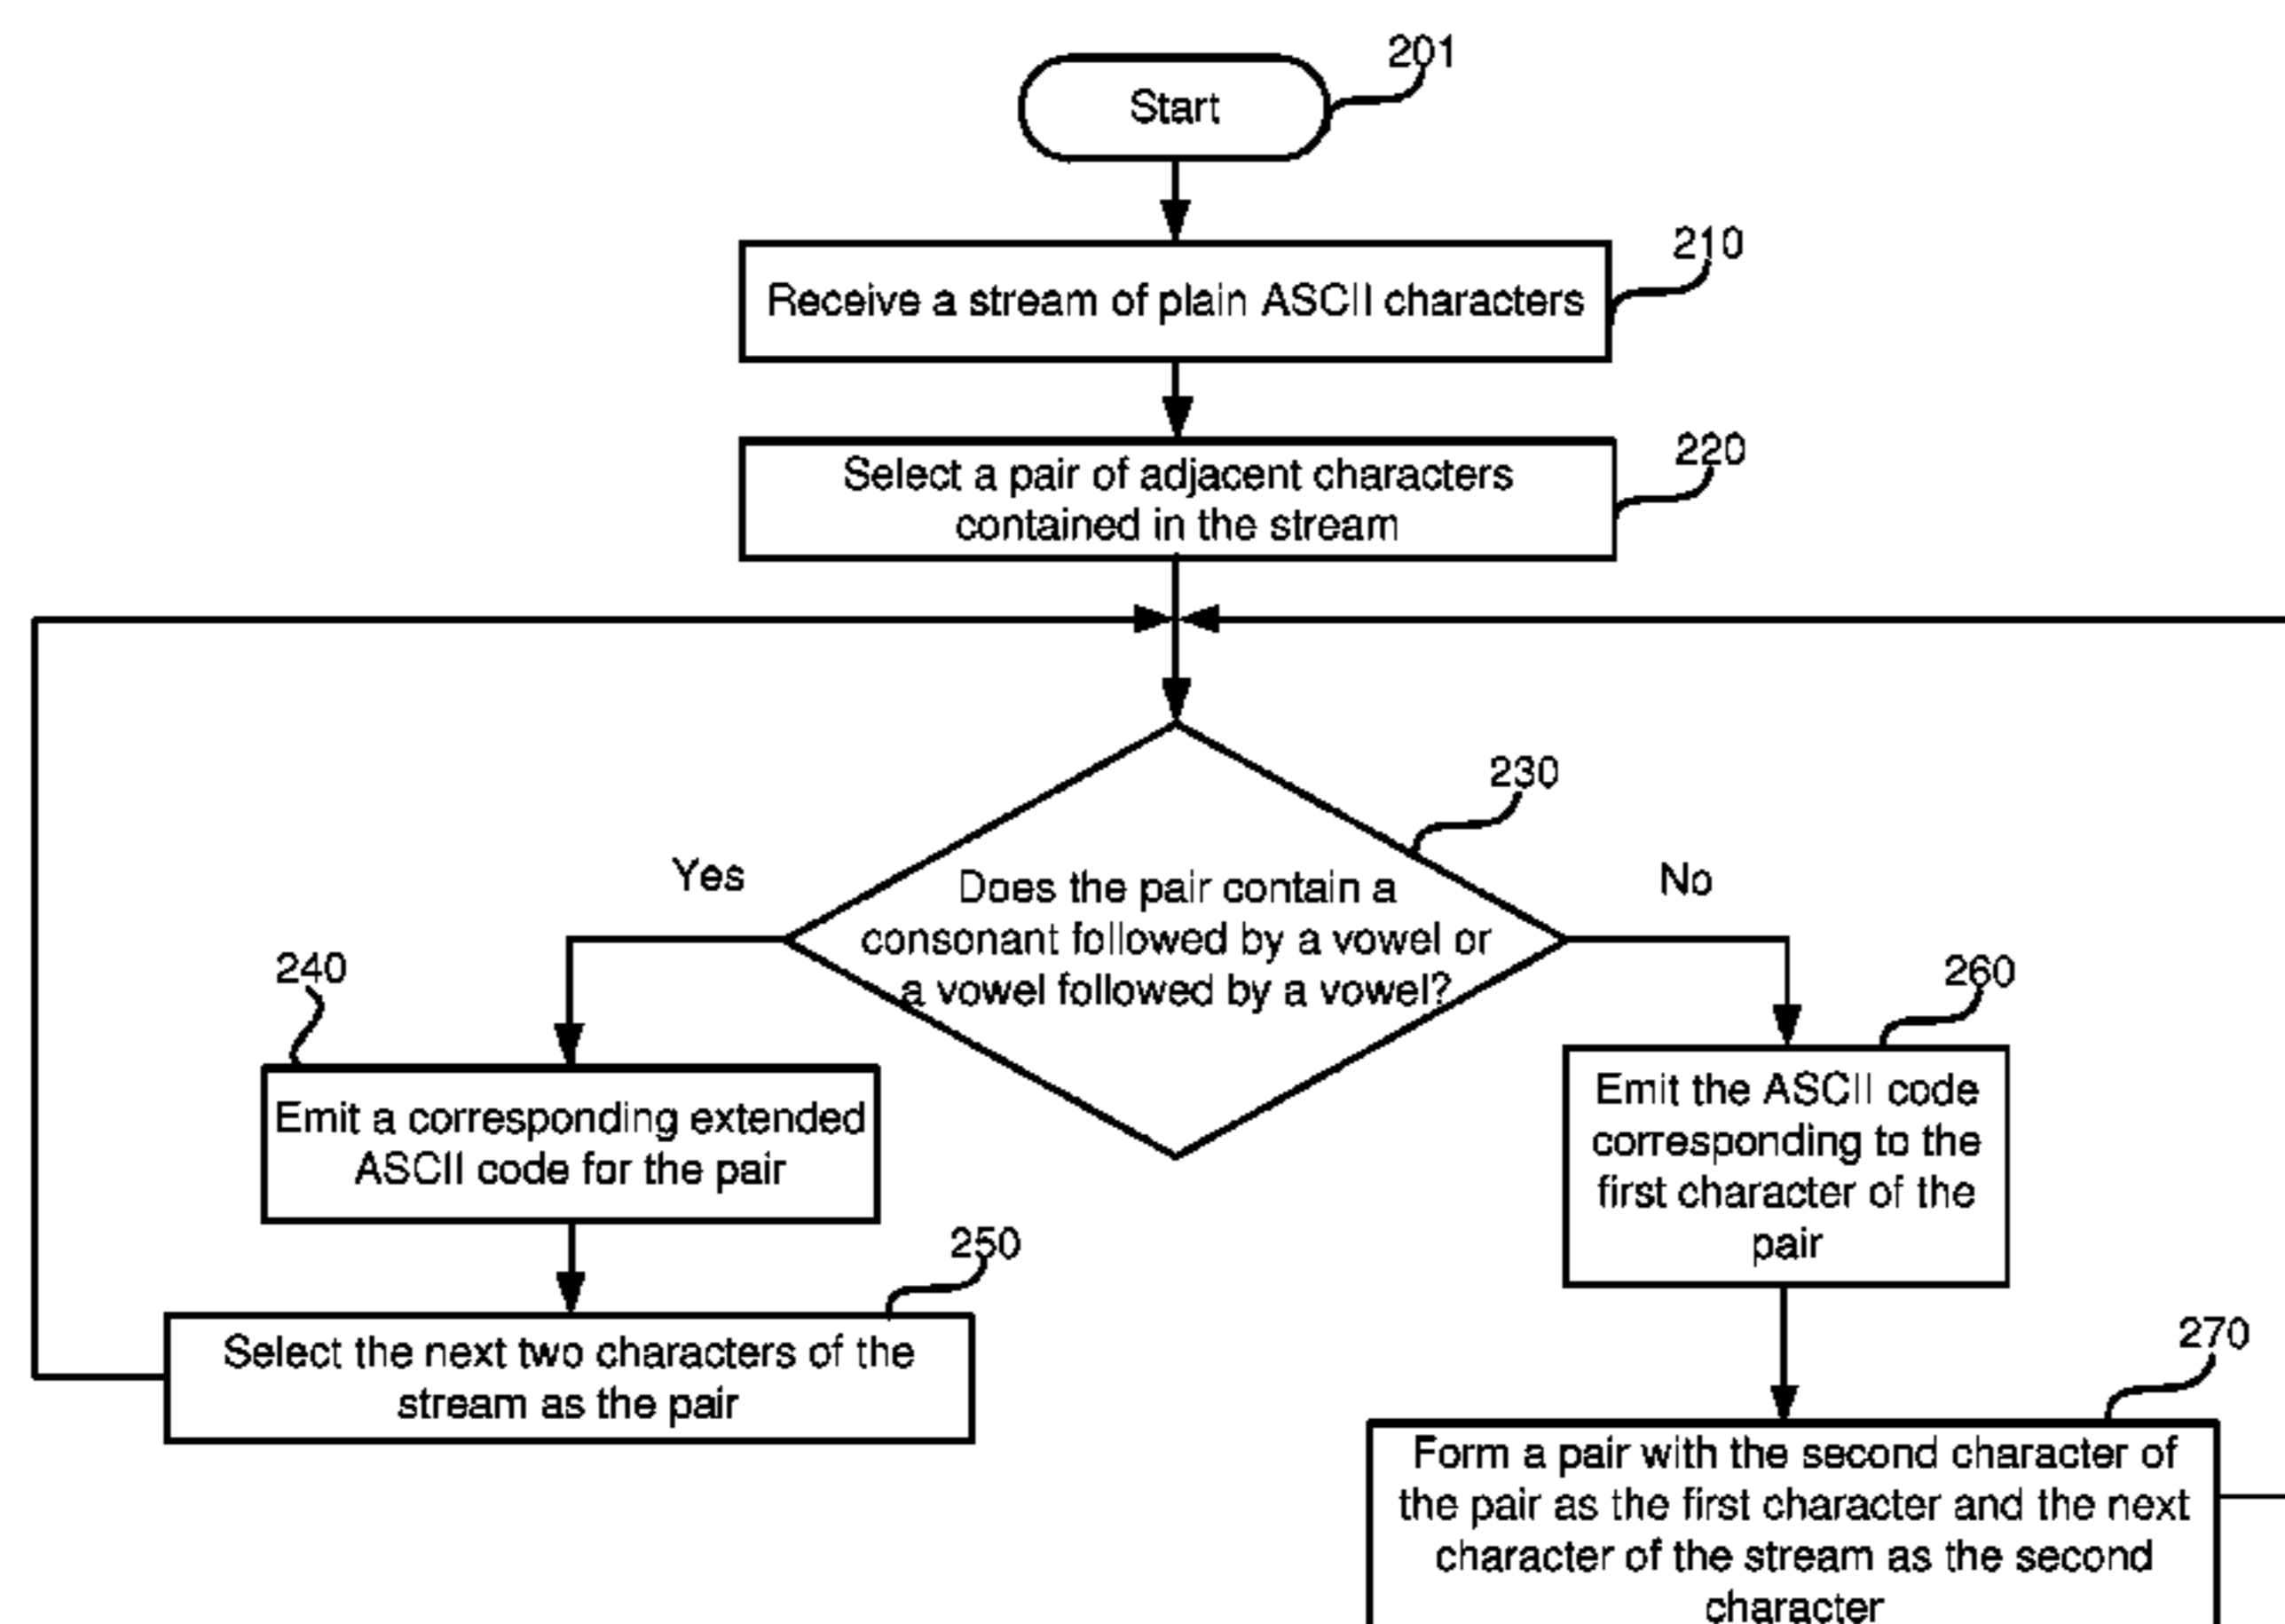 201
Start
210
Receive a stream of plain ASCII characters
220
Select a pair of adjacent characters
contained in the stream
230
Yes
No
Does the pair contain a
consonant followed by a vowel or
a vowel followed by a vowel?
240
260
Emit a corresponding extended
ASCII code for the pair
Emit the ASCII code
corresponding to the
first character of the
pair
250
Select the next two characters of the
stream as the pair
270
Form a pair with the second character of
the pair as the first character and the next
character of the stream as the second
character